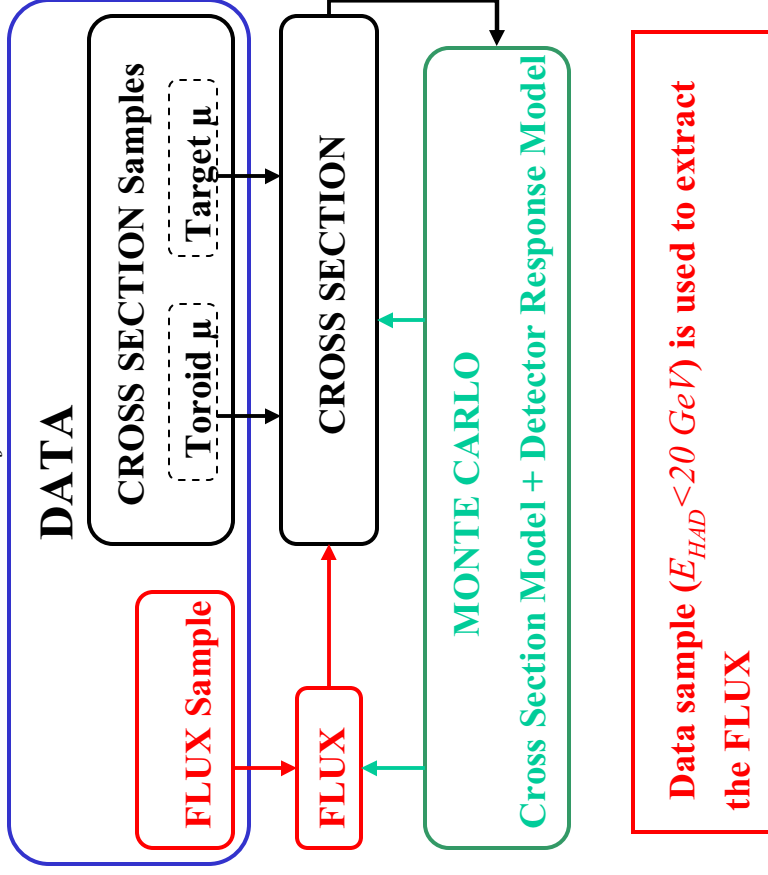 DATA
CROSS SECTION Samples
FLUX Sample
Toroid μ
Target μ
FLUX
CROSS SECTION
MONTE CARLO
Cross Section Model + Detector Response Model
Data sample (E_HAD<20 GeV) is used to extract
the FLUX